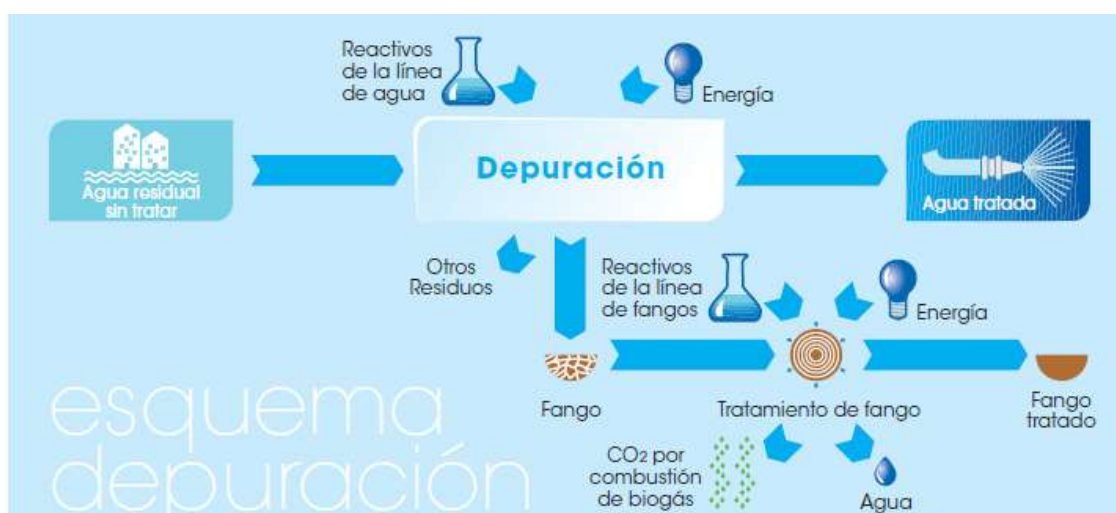 Reactivos
de la línea
de agua
Energía
Agua residual
sin tratar
Depuración
Agua tratada
Otros
Residuos
Reactivos
de la línea
de fangos
Energía
Fango
Tratamiento de fango
Fango
tratado
CO2 por
combustión
de biogás
Agua
esquema
depuración